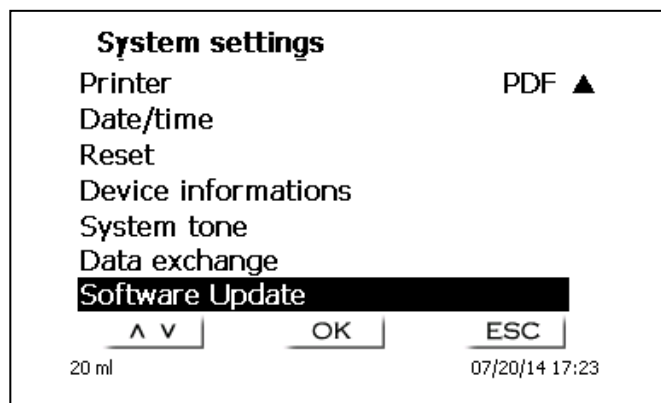 System settings
Printer PDF ▲
Date/time
Reset
Device informations
System tone
Data exchange
Software Update
∧ ∨ OK ESC
20 ml 07/20/14 17:23